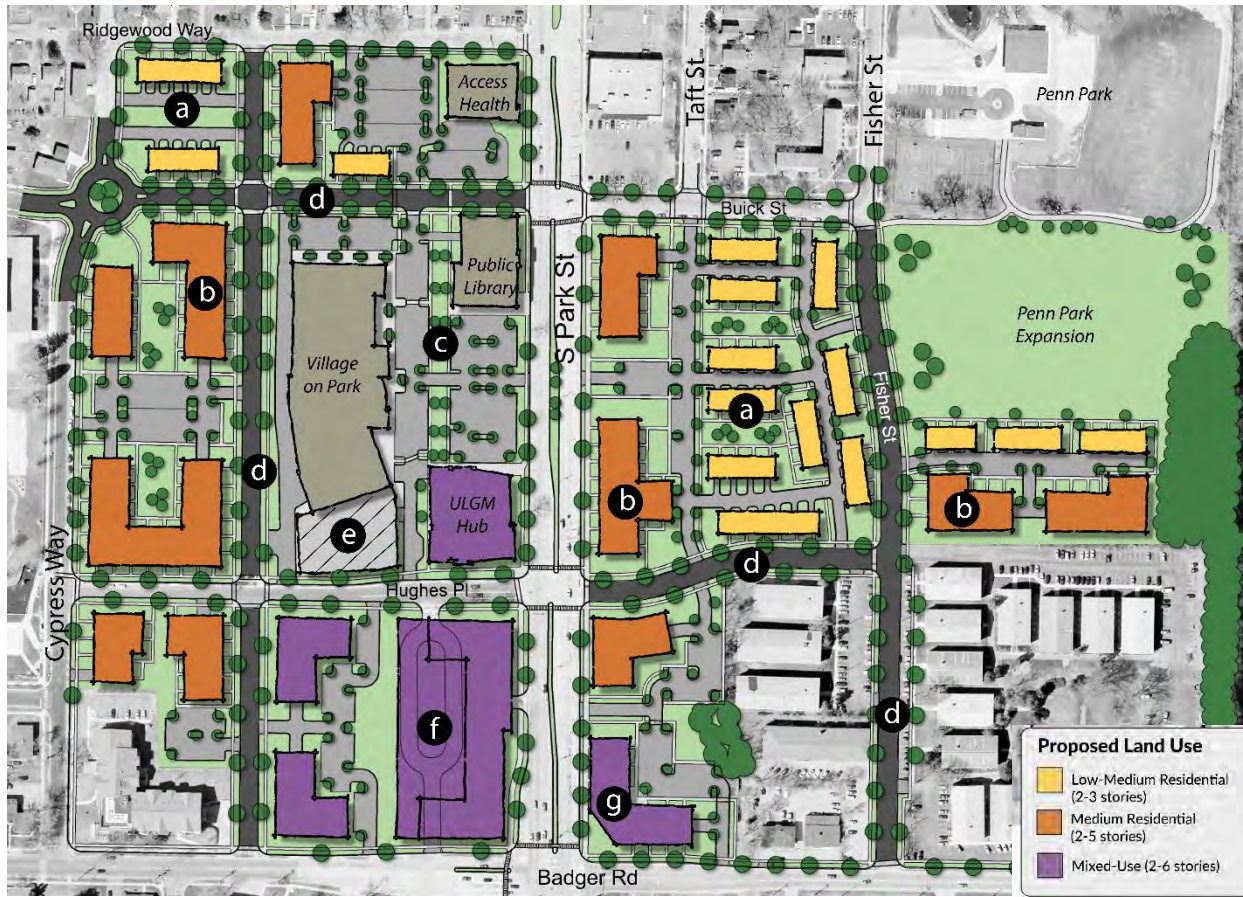 Ridgewood Way
Access
Health
Taft St.
Fisher St
Penn Park
a
d
Buick St
b
Public
Library
S Park St
c
Village
on Park
Penn Park
Expansion
Fisher St
a
d
b
b
ULGM
Hub
e
d
Hughes Pl
Cypress Way
f
d
g
Badger Rd
Proposed Land Use
Low-Medium Residential
(2-3 stories)
Medium Residential
(2-5 stories)
Mixed-Use (2-6 stories)